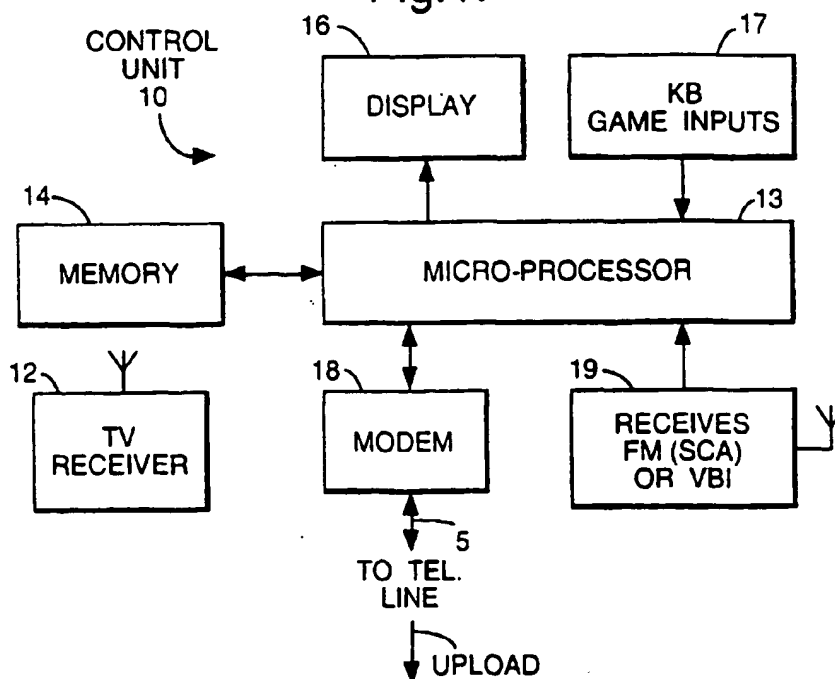 CONTROL
UNIT
10
16
DISPLAY
17
KB
GAME INPUTS
14
MEMORY
13
MICRO-PROCESSOR
12
TV
RECEIVER
18
MODEM
19
RECEIVES
FM (SCA)
OR VBI
5
TO TEL.
LINE
UPLOAD